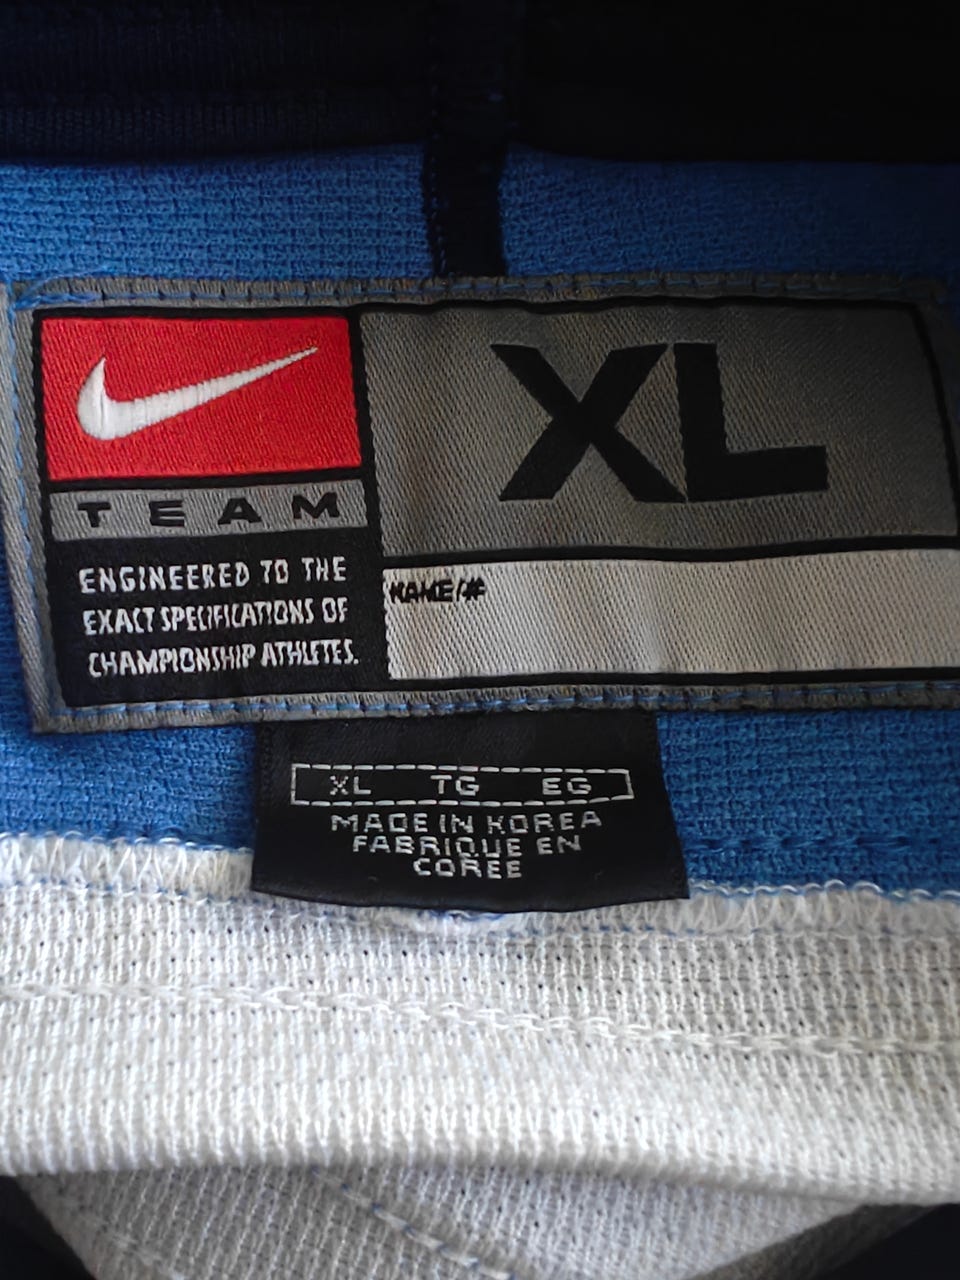 XL
TEAM
ENGINEERED TO THE
EXACT SPECIFICATIONS OF
CHAMPIONSHIP ATHLETES.
NAME/#
XL TG EG
MADE IN KOREA
FABRIQUE EN
COREE